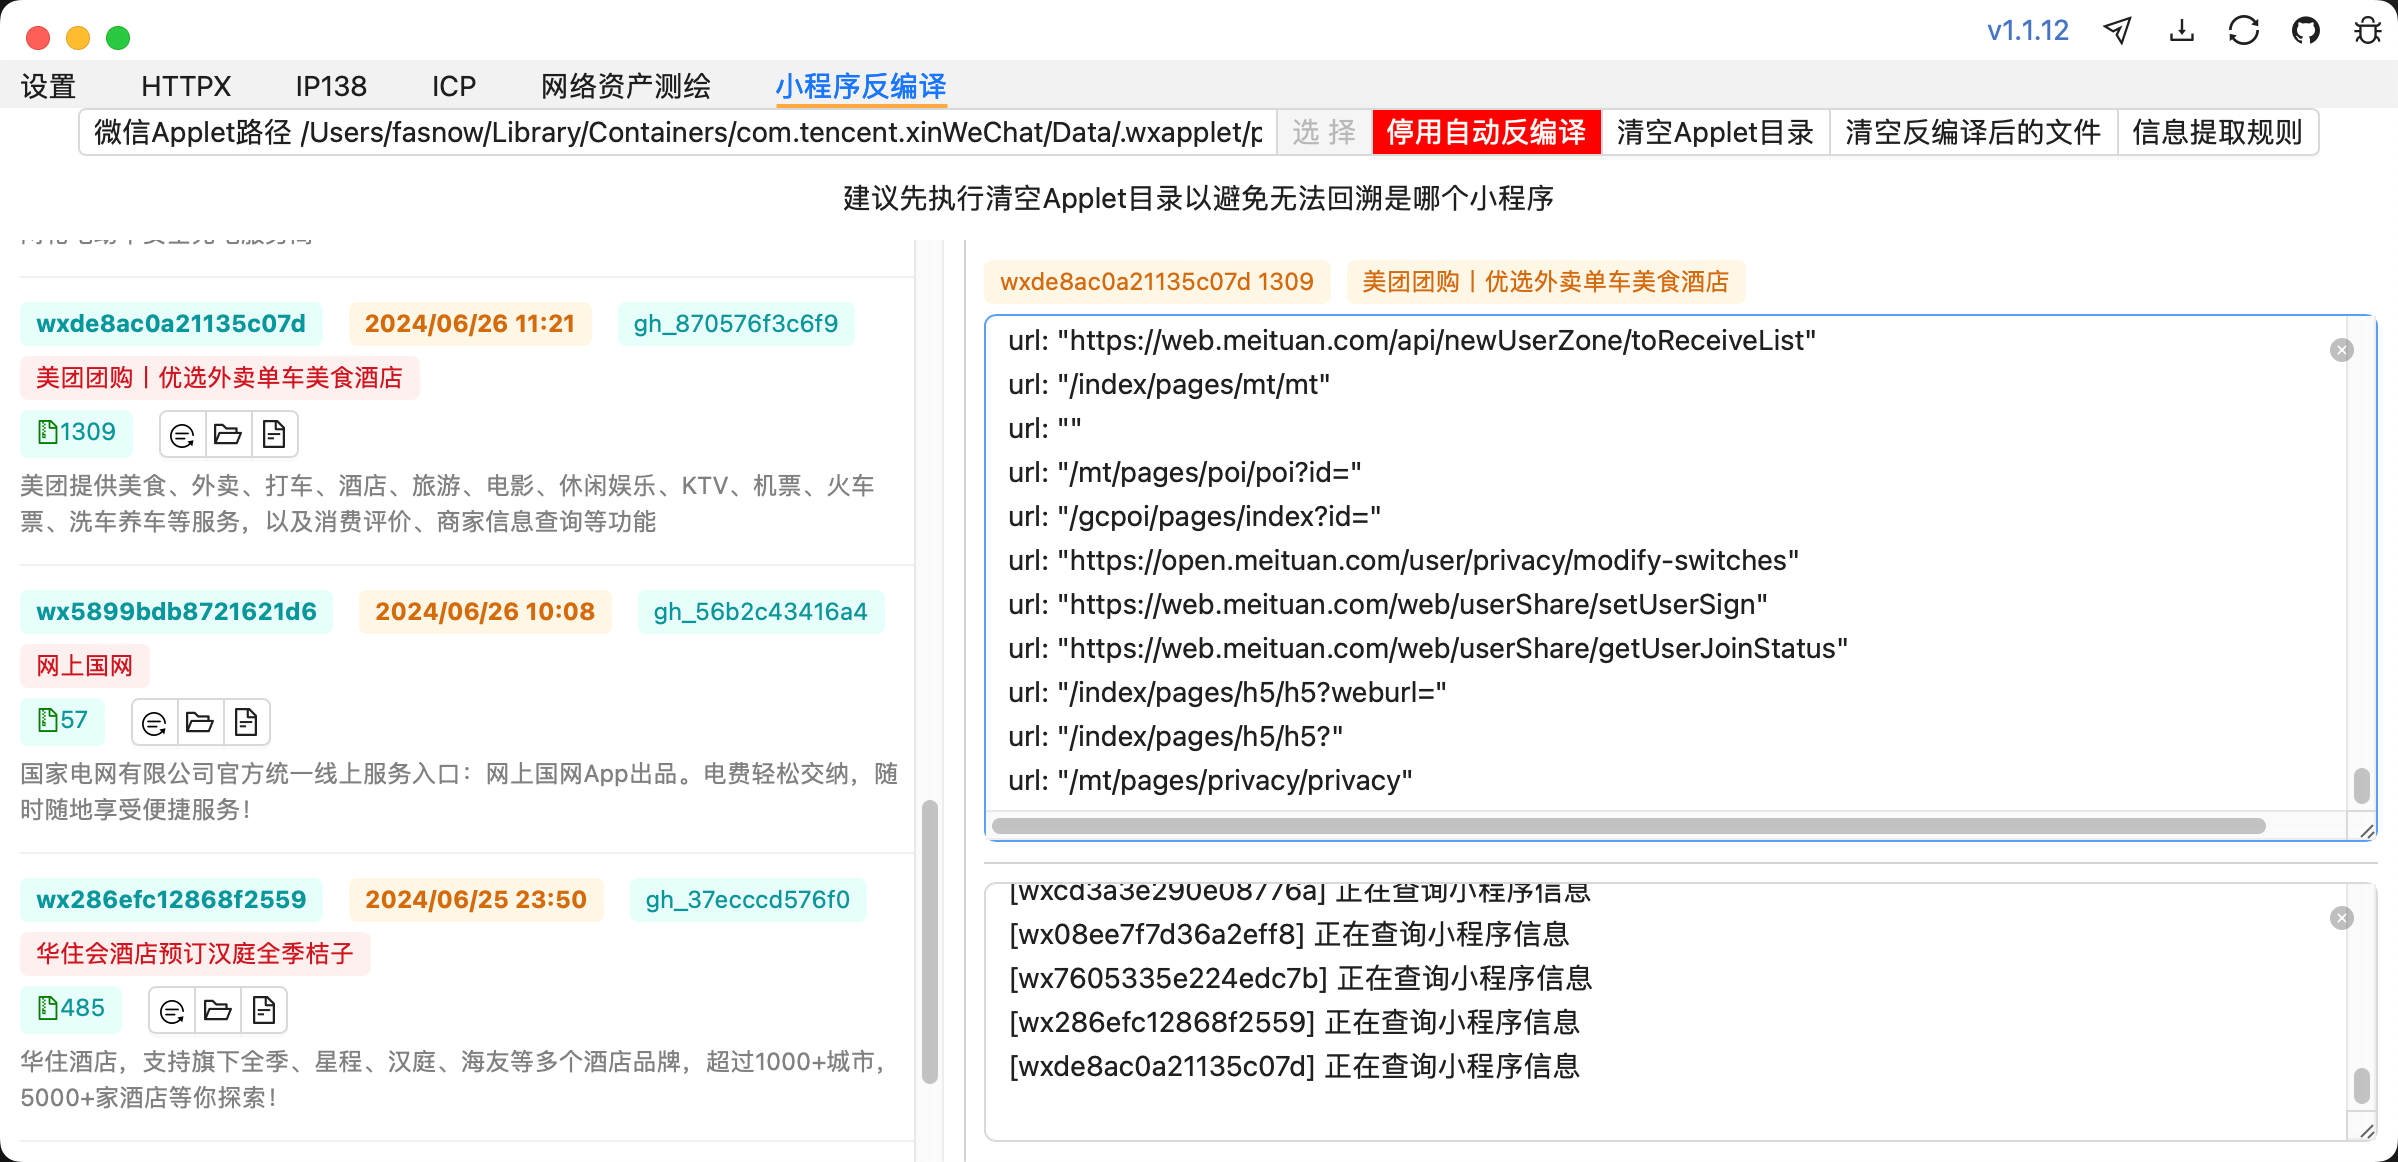 v1.1.12
设置 HTTPX IP138 ICP 网络资产测绘 小程序反编译
微信Applet路径 /Users/fasnow/Library/Containers/com.tencent.xinWeChat/Data/.wxapplet/p 选 择 停用自动反编译 清空Applet目录 清空反编译后的文件 信息提取规则
建议先执行清空Applet目录以避免无法回溯是哪个小程序
wxde8ac0a21135c07d 2024/06/26 11:21 gh_870576f3c6f9
美团团购丨优选外卖单车美食酒店
1309
美团提供美食、外卖、打车、酒店、旅游、电影、休闲娱乐、KTV、机票、火车
票、洗车养车等服务，以及消费评价、商家信息查询等功能
wx5899bdb8721621d6 2024/06/26 10:08 gh_56b2c43416a4
网上国网
57
国家电网有限公司官方统一线上服务入口：网上国网App出品。电费轻松交纳，随
时随地享受便捷服务！
wx286efc12868f2559 2024/06/25 23:50 gh_37ecccd576f0
华住会酒店预订汉庭全季桔子
485
华住酒店，支持旗下全季、星程、汉庭、海友等多个酒店品牌，超过1000+城市，
5000+家酒店等你探索！
wxde8ac0a21135c07d 1309 美团团购丨优选外卖单车美食酒店
url: "https://web.meituan.com/api/newUserZone/toReceiveList"
url: "/index/pages/mt/mt"
url: ""
url: "/mt/pages/poi/poi?id="
url: "/gcpoi/pages/index?id="
url: "https://open.meituan.com/user/privacy/modify-switches"
url: "https://web.meituan.com/web/userShare/setUserSign"
url: "https://web.meituan.com/web/userShare/getUserJoinStatus"
url: "/index/pages/h5/h5?weburl="
url: "/index/pages/h5/h5?"
url: "/mt/pages/privacy/privacy"
[wxcd3a3e290e08776a] 正在查询小程序信息
[wx08ee7f7d36a2eff8] 正在查询小程序信息
[wx7605335e224edc7b] 正在查询小程序信息
[wx286efc12868f2559] 正在查询小程序信息
[wxde8ac0a21135c07d] 正在查询小程序信息